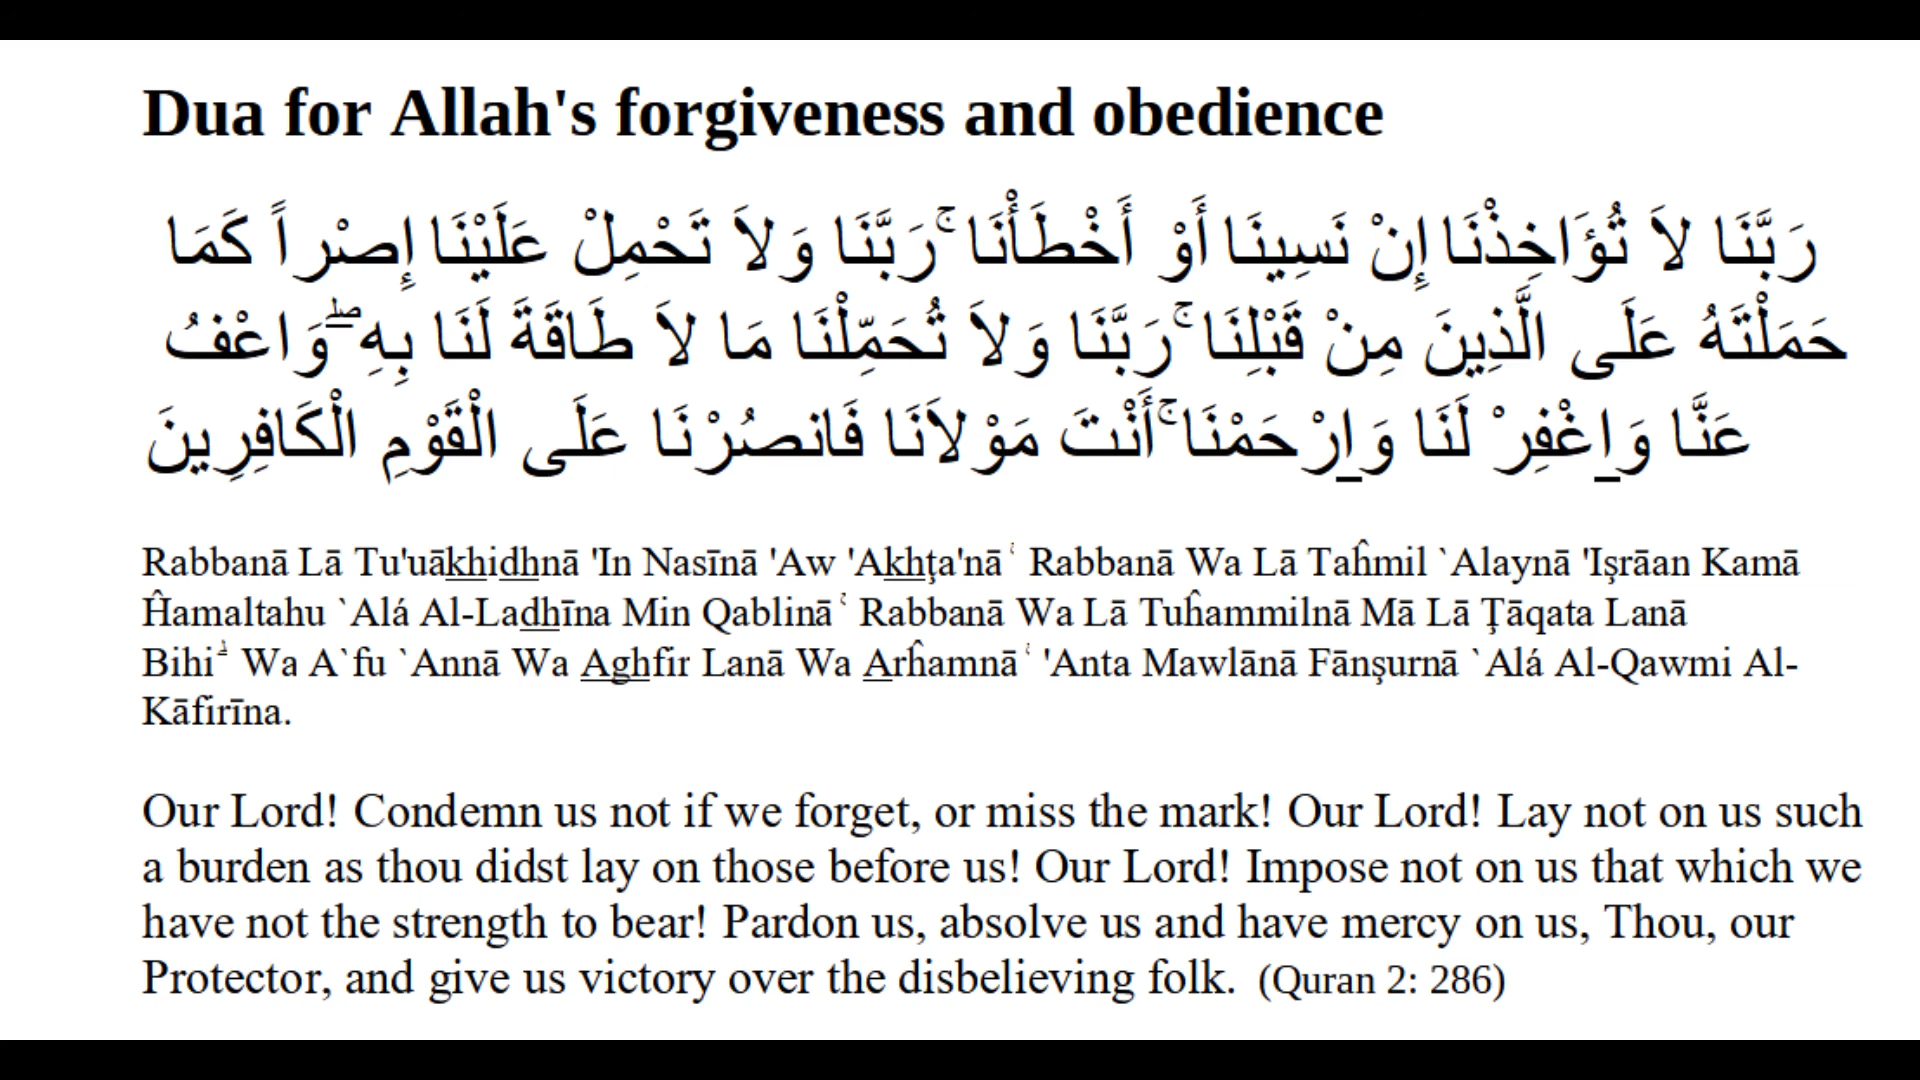 Dua for Allah's forgiveness and obedience
رَبَّنَا لاَ تُؤَاخِذْنَا إِنْ نَسِينَا أَوْ أَخْطَأْنَا ۚ رَبَّنَا وَلاَ تَحْمِلْ عَلَيْنَا إِصْراً كَمَا
حَمَلْتَهُ عَلَى الَّذِينَ مِنْ قَبْلِنَا ۚ رَبَّنَا وَلاَ تُحَمِّلْنَا مَا لاَ طَاقَةَ لَنَا بِهِ ۖ وَاعْفُ
عَنَّا وَاغْفِرْ لَنَا وَارْحَمْنَا ۚ أَنْتَ مَوْلاَنَا فَانصُرْنَا عَلَى الْقَوْمِ الْكَافِرِينَ
Rabbanā Lā Tu'uākhidhnā 'In Nasīnā 'Aw 'Akhţa'nā ۚ Rabbanā Wa Lā Taĥmil `Alaynā 'Işrāan Kamā
Ĥamaltahu `Alá Al-Ladhīna Min Qablinā ۚ Rabbanā Wa Lā Tuĥammilnā Mā Lā Ţāqata Lanā
Bihi ۖ Wa A`fu `Annā Wa Aghfir Lanā Wa Arĥamnā ۚ 'Anta Mawlānā Fānşurnā `Alá Al-Qawmi Al-
Kāfirīna.
Our Lord! Condemn us not if we forget, or miss the mark! Our Lord! Lay not on us such
a burden as thou didst lay on those before us! Our Lord! Impose not on us that which we
have not the strength to bear! Pardon us, absolve us and have mercy on us, Thou, our
Protector, and give us victory over the disbelieving folk. (Quran 2: 286)